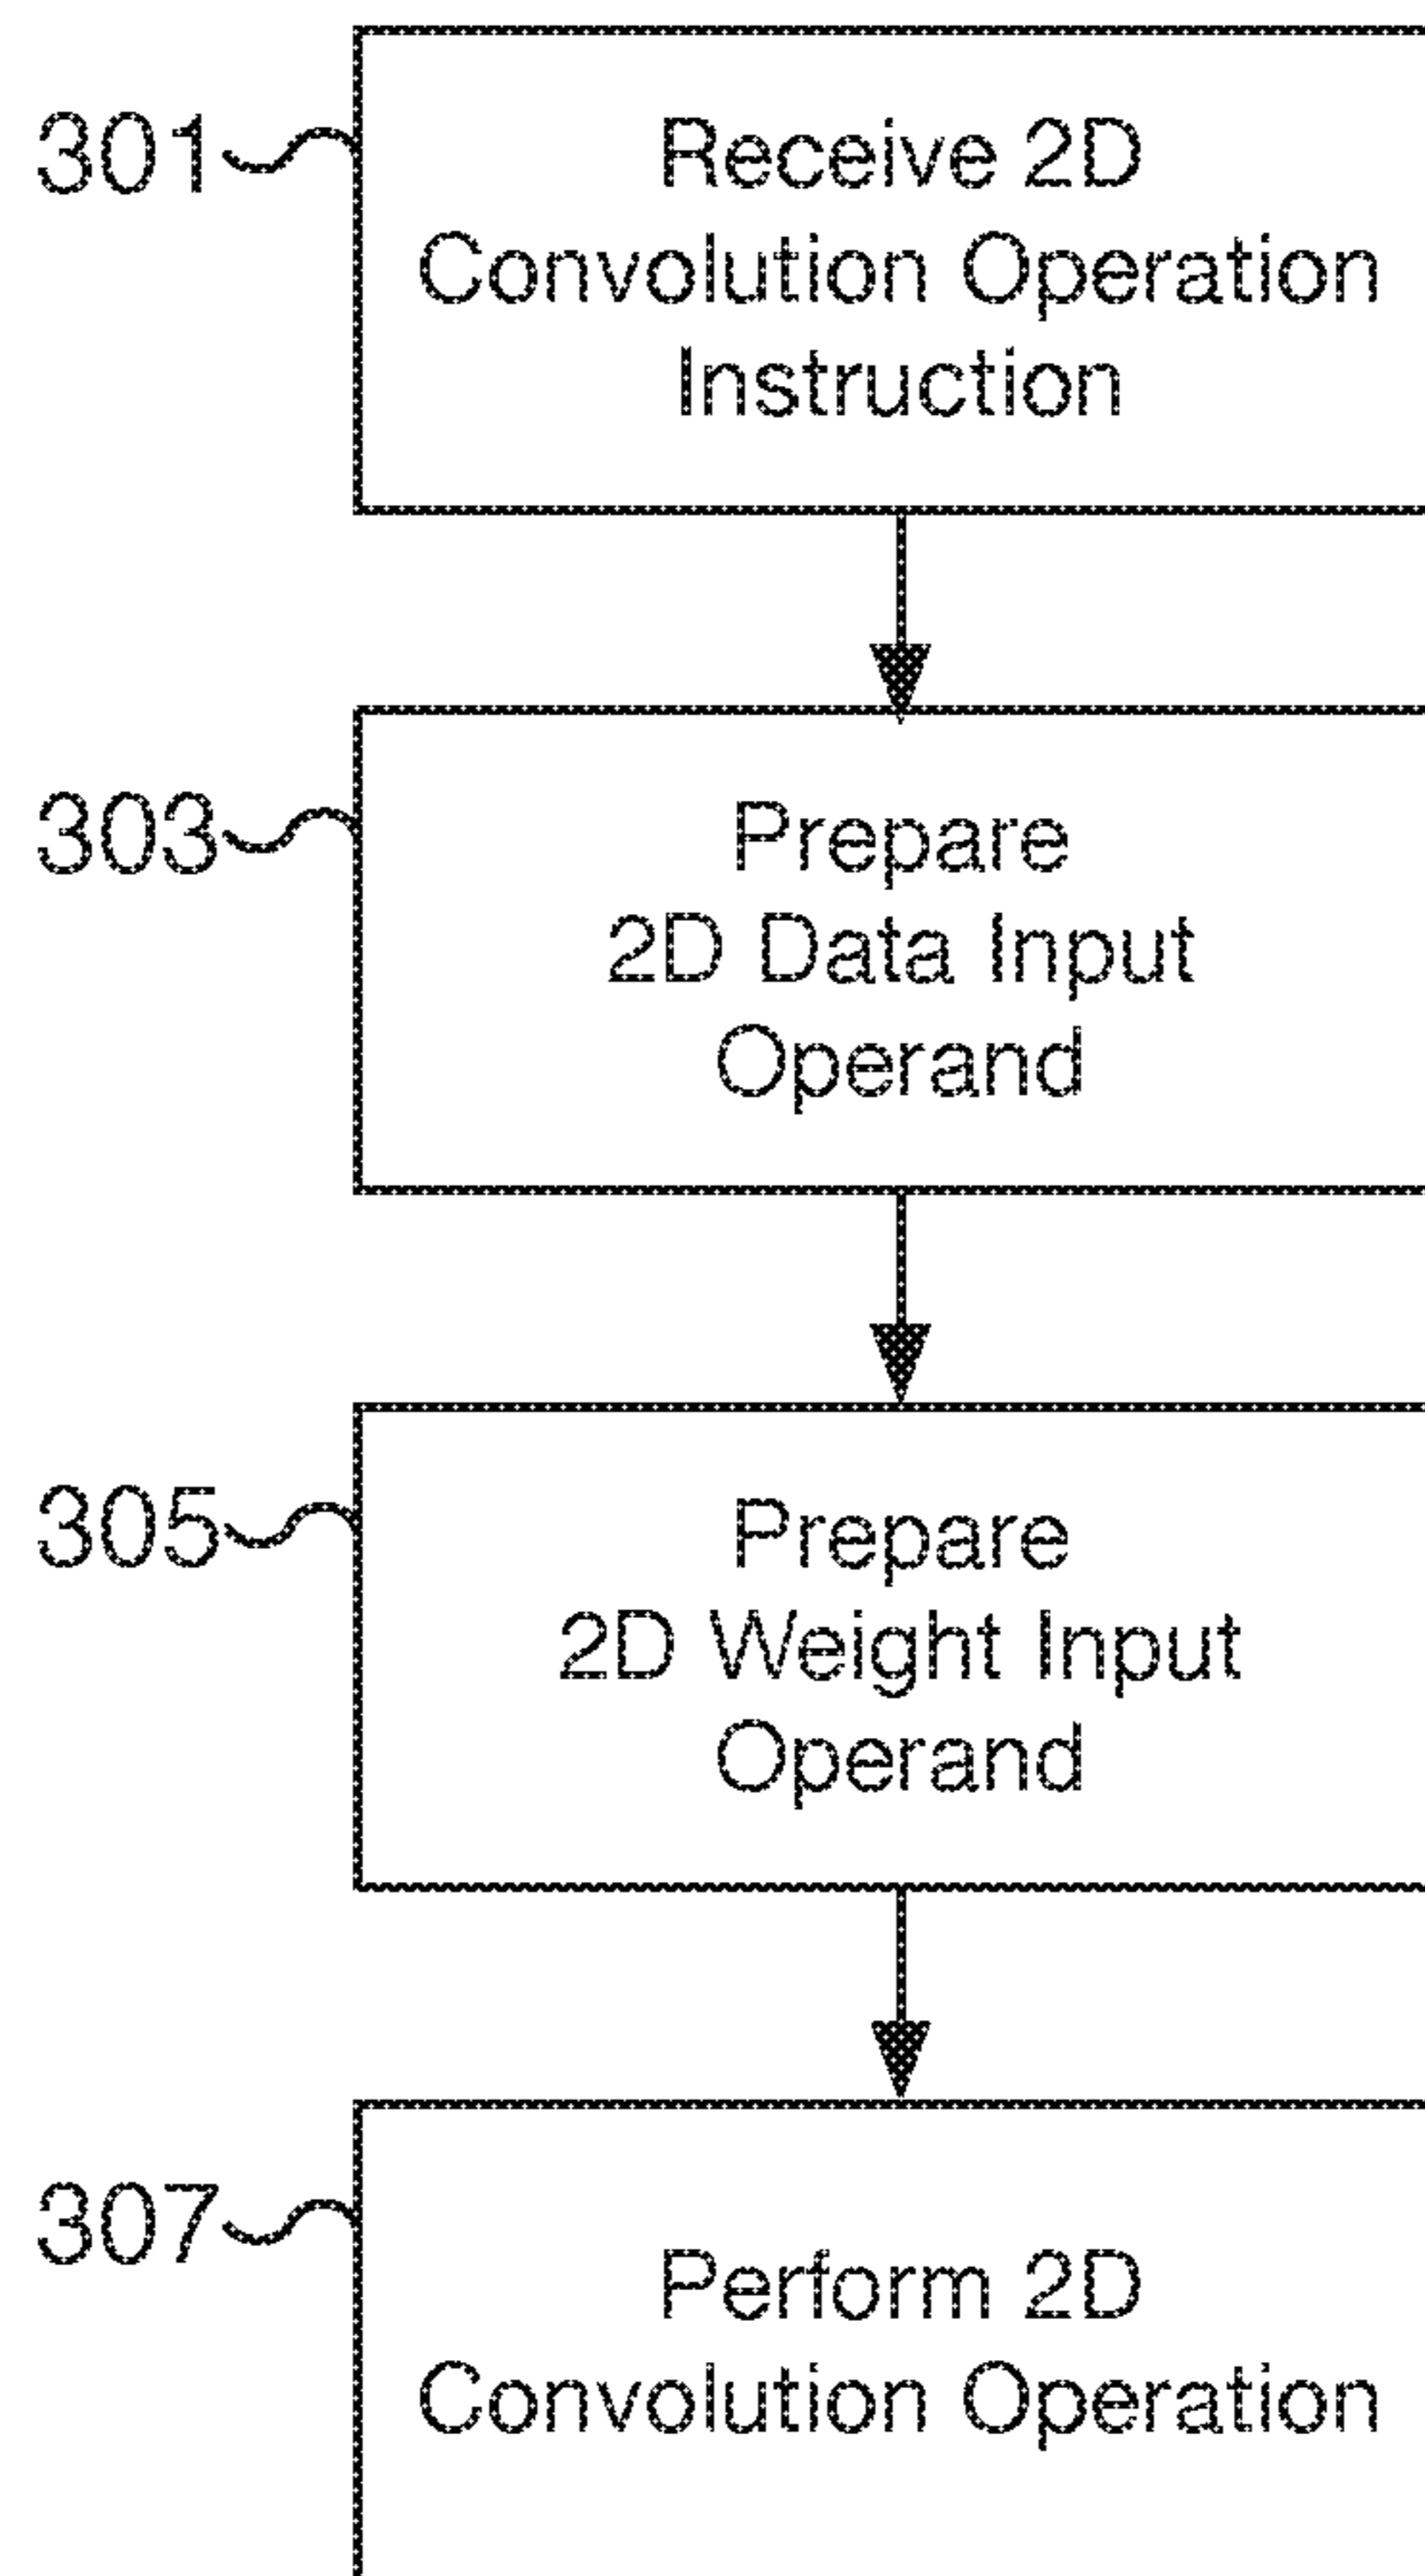 301
Receive 2D
Convolution Operation
Instruction
303
Prepare
2D Data Input
Operand
305
Prepare
2D Weight Input
Operand
307
Perform 2D
Convolution Operation